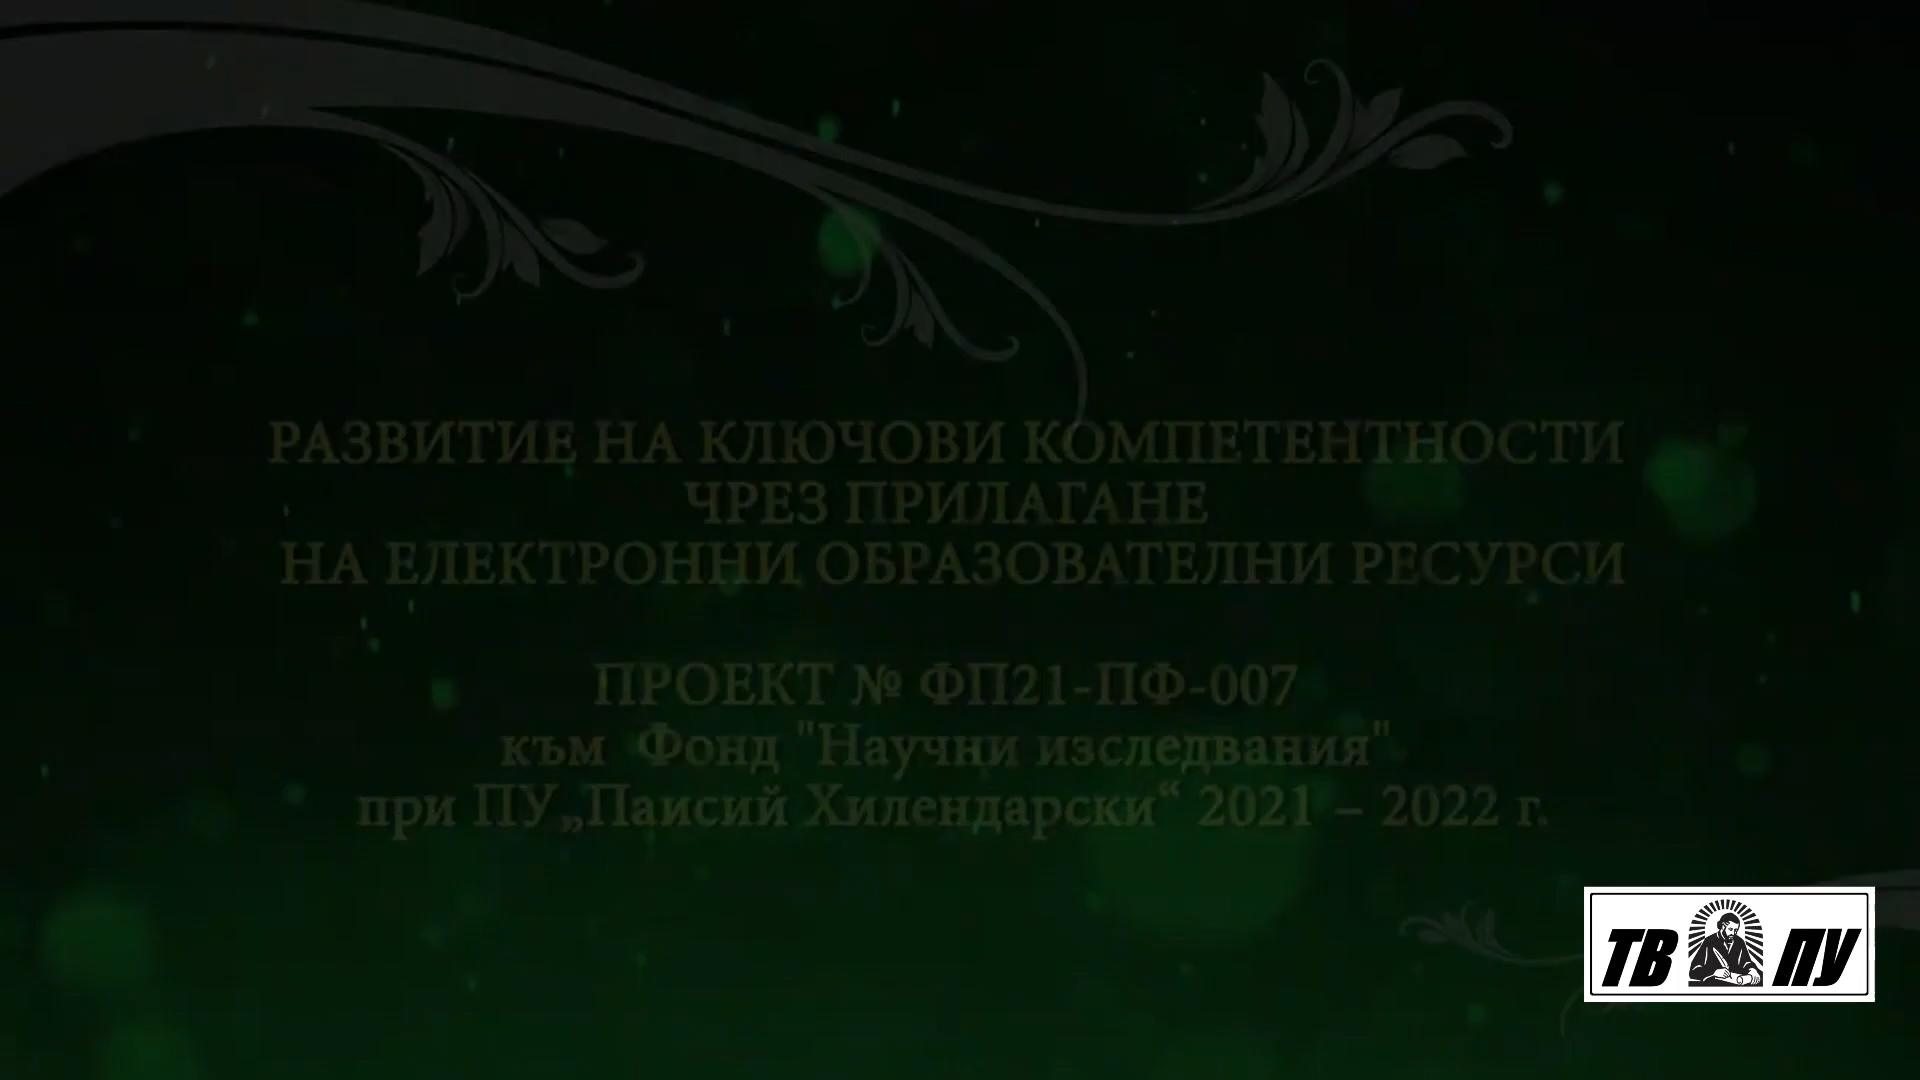 РАЗВИТИЕ НА КЛЮЧОВИ КОМПЕТЕНТНОСТИ
ЧРЕЗ ПРИЛАГАНЕ
НА ЕЛЕКТРОННИ ОБРАЗОВАТЕЛНИ РЕСУРСИ
ПРОЕКТ № ФП21-ПФ-007
към Фонд "Научни изследвания"
при ПУ„Паисий Хилендарски“ 2021 – 2022 г.
ТВ ПУ